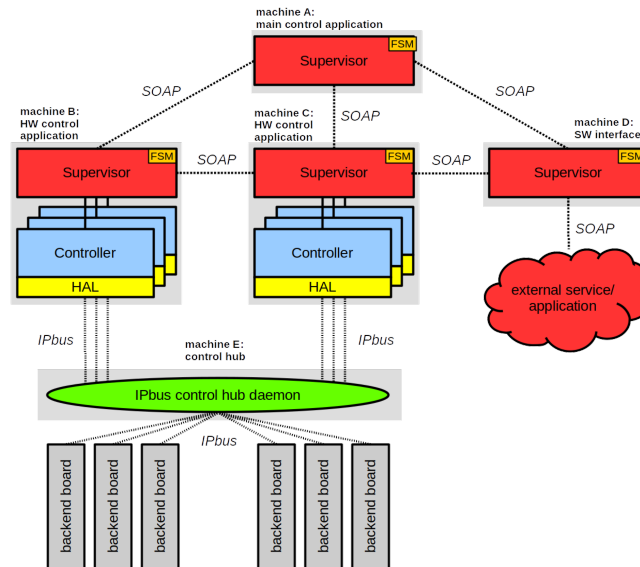 machine A:
main control application
FSM
Supervisor
SOAP
SOAP
SOAP
machine B:
HW control
application
FSM
Supervisor
SOAP
machine C:
HW control
application
FSM
Supervisor
SOAP
machine D:
SW interface
FSM
Supervisor
SOAP
Controller
HAL
Controller
HAL
external service/
application
IPbus
IPbus
machine E:
control hub
IPbus control hub daemon
IPbus
backend board
backend board
backend board
backend board
backend board
backend board